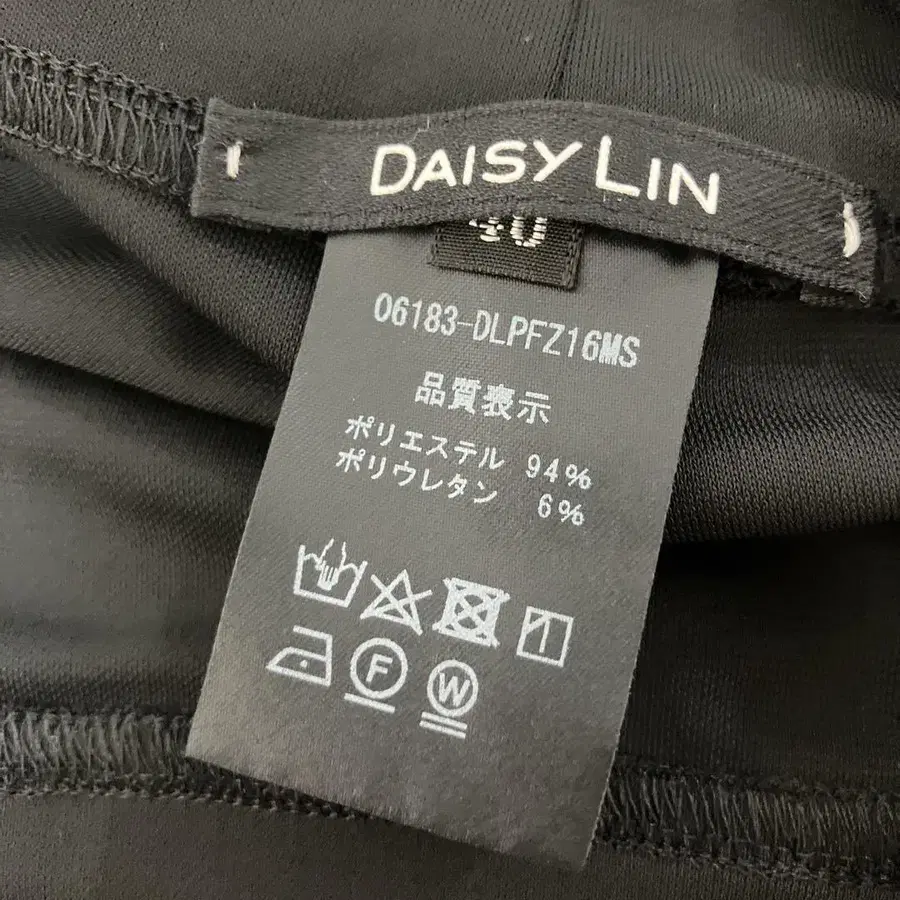 DAISY LIN
40
06183-DLPFZ16MS
品質表示
ポリエステル 94%
ポリウレタン 6%
F
W